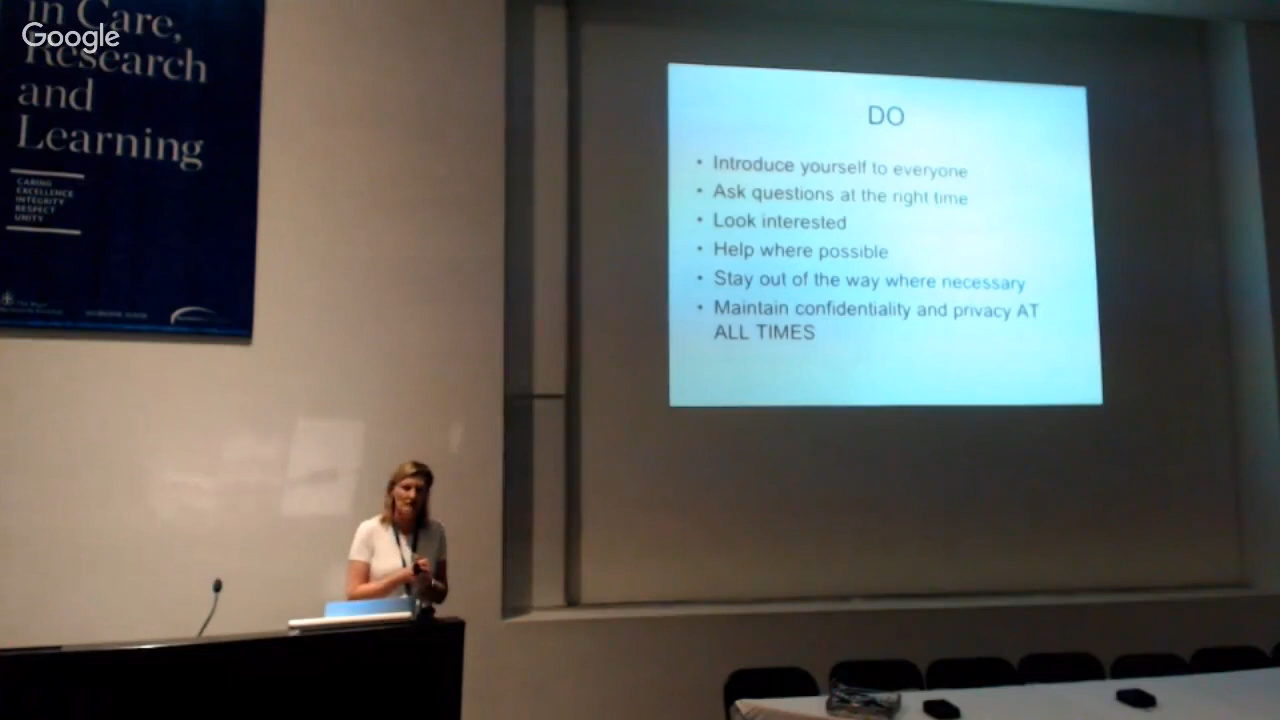 Google
in Care,
Research
and
Learning
CARING
EXCELLENCE
INTEGRITY
RESPECT
UNITY
DO
• Introduce yourself to everyone
• Ask questions at the right time
• Look interested
• Help where possible
• Stay out of the way where necessary
• Maintain confidentiality and privacy AT
ALL TIMES